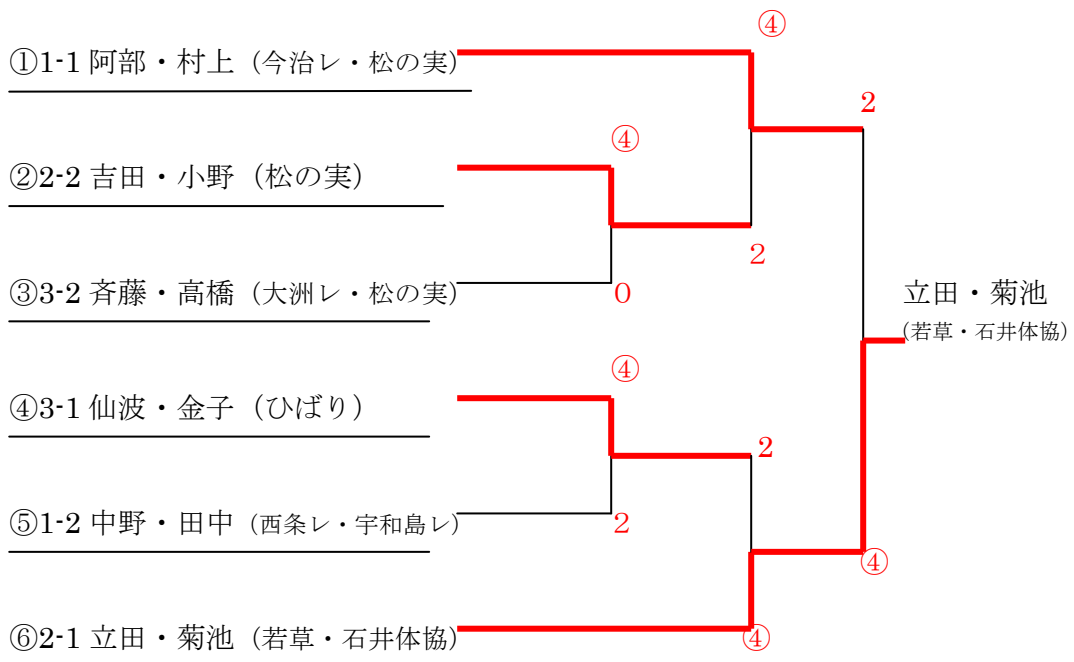 ④
①1-1 阿部・村上（今治レ・松の実）
2
④
②2-2 吉田・小野（松の実）
2
③3-2 斉藤・高橋（大洲レ・松の実）
0
立田・菊池
（若草・石井体協）
④
④3-1 仙波・金子（ひばり）
2
⑤1-2 中野・田中（西条レ・宇和島レ）
2
④
⑥2-1 立田・菊池（若草・石井体協）
④